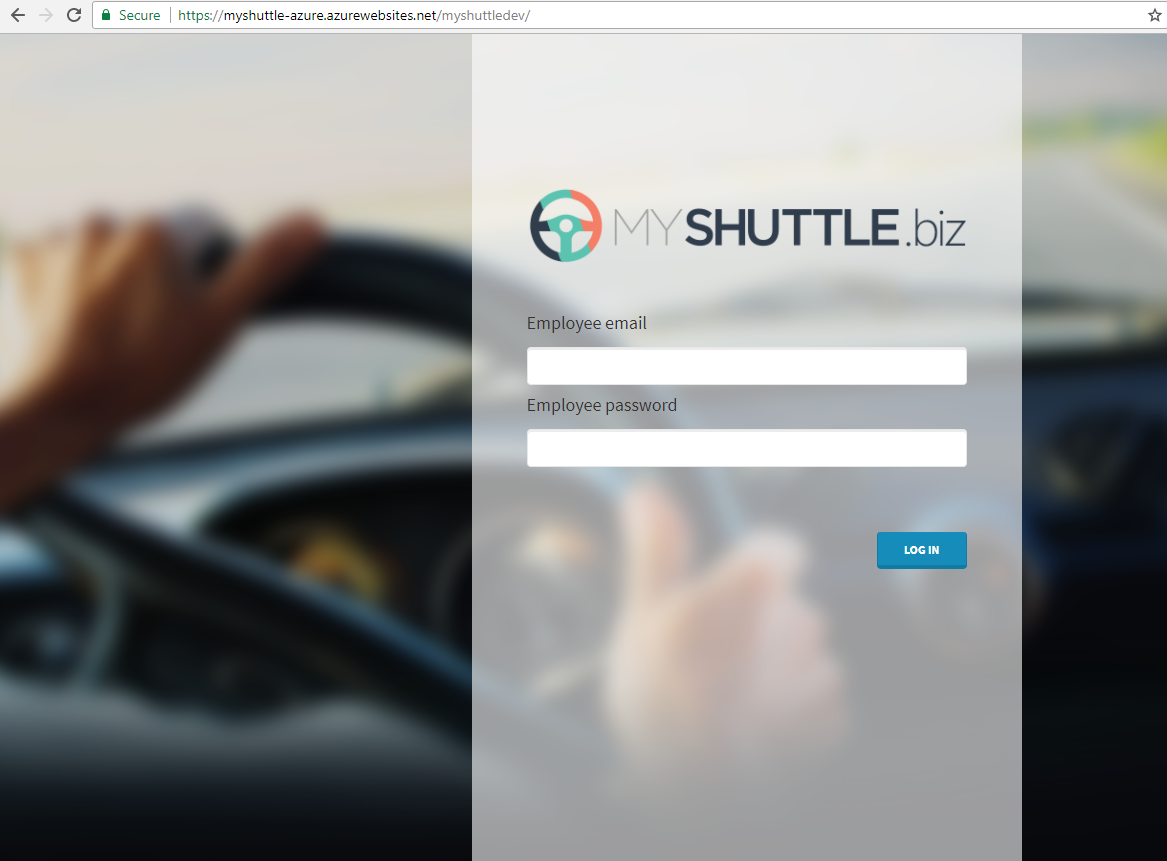 Secure https://myshuttle-azure.azurewebsites.net/myshuttledev/
MYSHUTTLE.biz
Employee email
Employee password
LOG IN